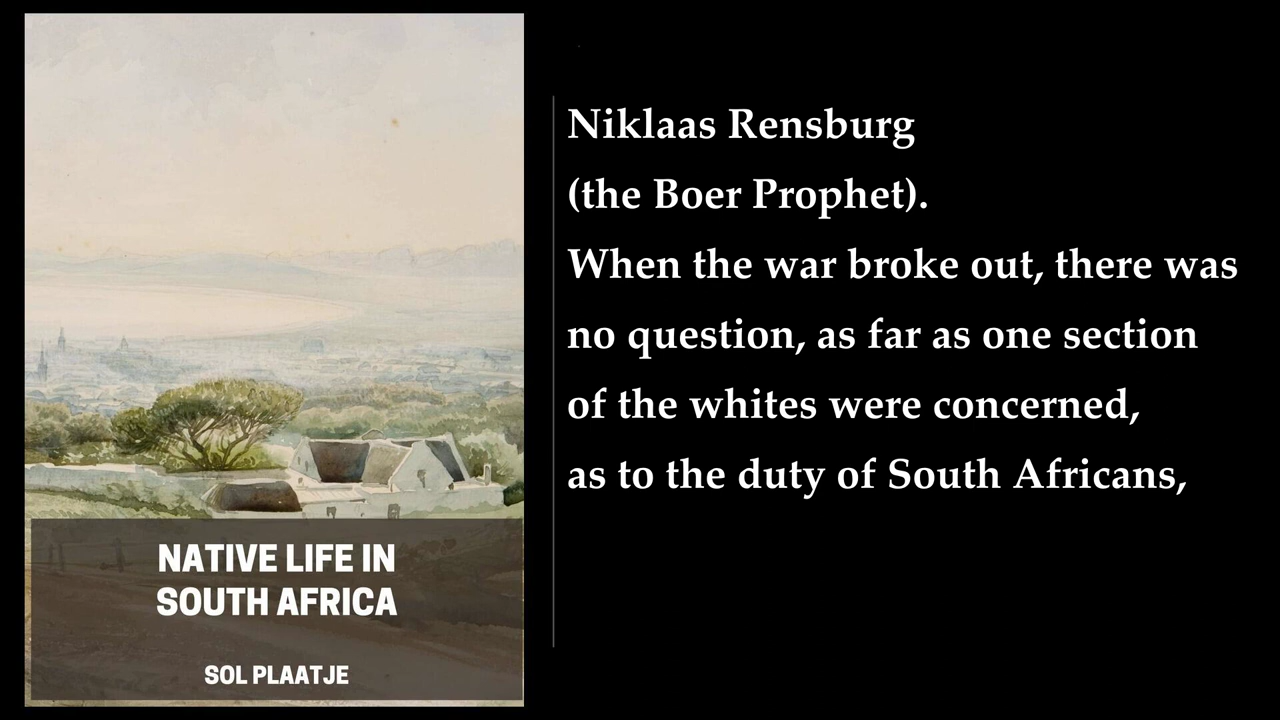 NATIVE LIFE IN
SOUTH AFRICA
SOL PLAATJE
Niklaas Rensburg
(the Boer Prophet).
When the war broke out, there was
no question, as far as one section
of the whites were concerned,
as to the duty of South Africans,